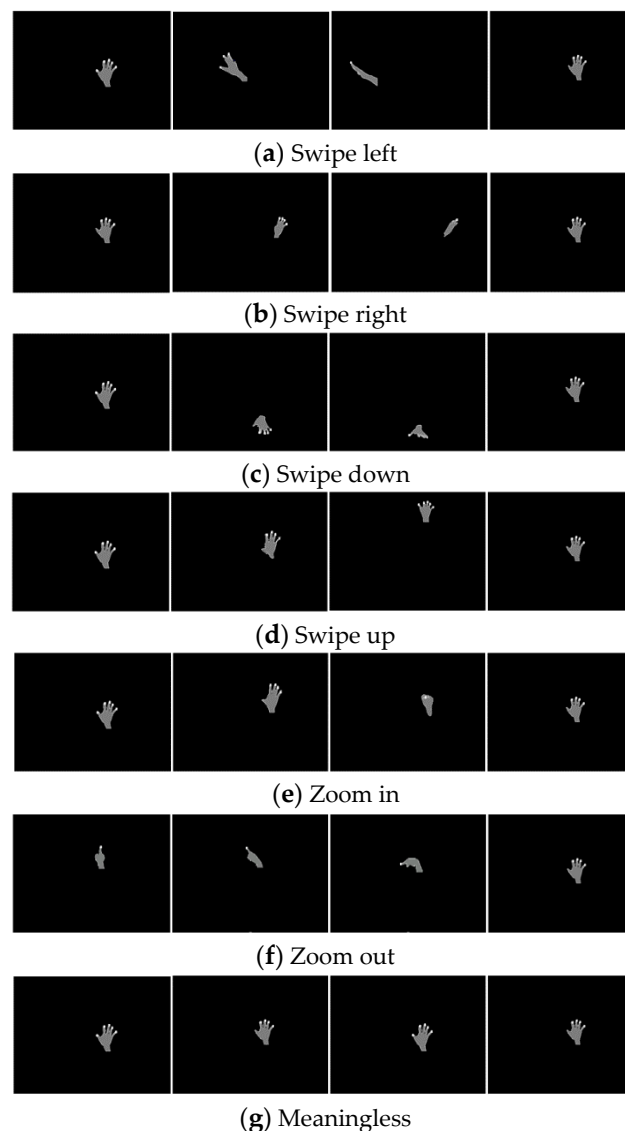 (a) Swipe left
(b) Swipe right
(c) Swipe down
(d) Swipe up
(e) Zoom in
(f) Zoom out
(g) Meaningless